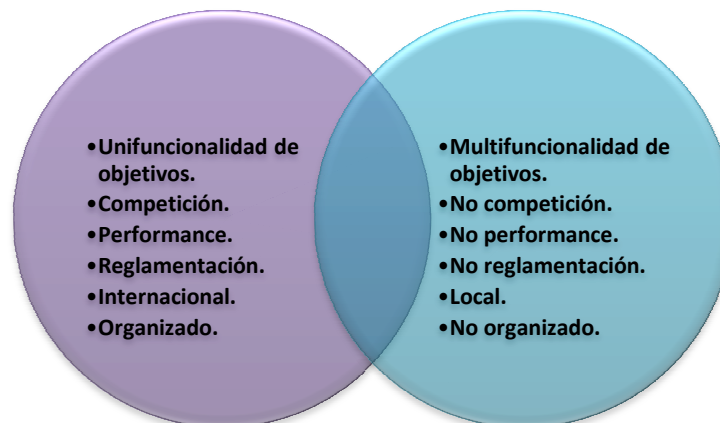 •Unifuncionalidad de
objetivos.
•Competición.
•Performance.
•Reglamentación.
•Internacional.
•Organizado.
•Multifuncionalidad de
objetivos.
•No competición.
•No performance.
•No reglamentación.
•Local.
•No organizado.